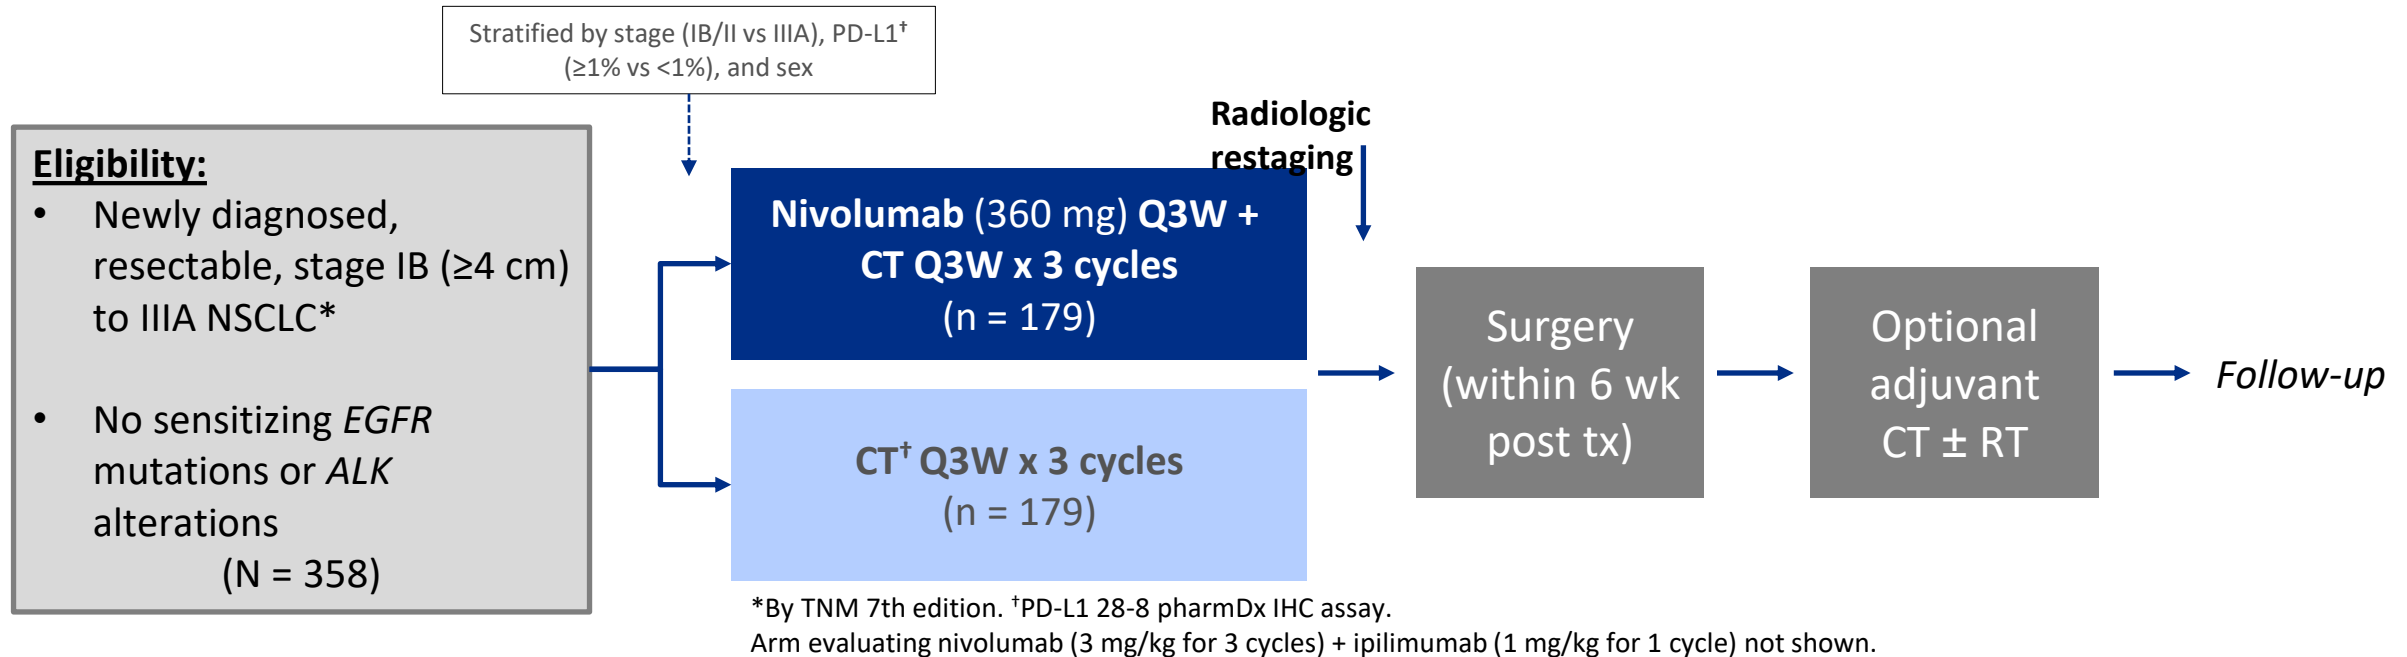 Stratified by stage (IB/II vs IIIA), PD-L1†
(≥1% vs <1%), and sex
Eligibility:
• Newly diagnosed,
resectable, stage IB (≥4 cm)
to IIIA NSCLC*
• No sensitizing EGFR
mutations or ALK
alterations
(N = 358)
Nivolumab (360 mg) Q3W +
CT Q3W x 3 cycles
(n = 179)
CT† Q3W x 3 cycles
(n = 179)
Radiologic
restaging
Surgery
(within 6 wk
post tx)
Optional
adjuvant
CT ± RT
Follow-up
*By TNM 7th edition. †PD-L1 28-8 pharmDx IHC assay.
Arm evaluating nivolumab (3 mg/kg for 3 cycles) + ipilimumab (1 mg/kg for 1 cycle) not shown.